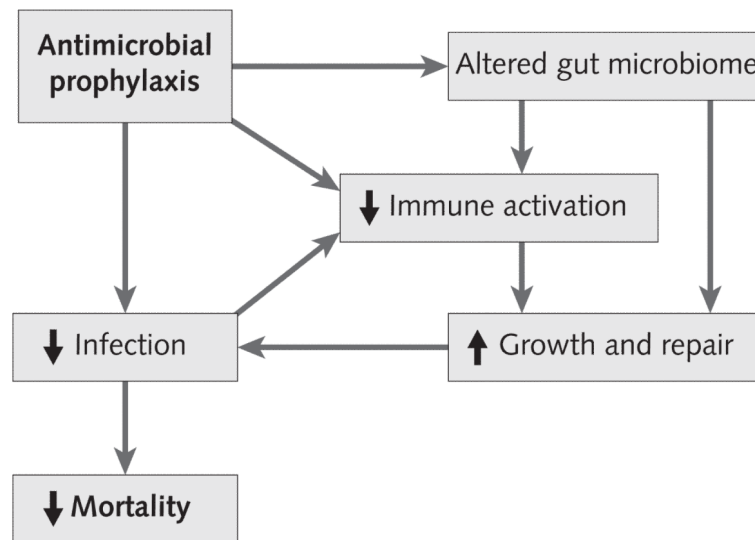 Antimicrobial
prophylaxis
Altered gut microbiome
Immune activation
Infection
Growth and repair
Mortality